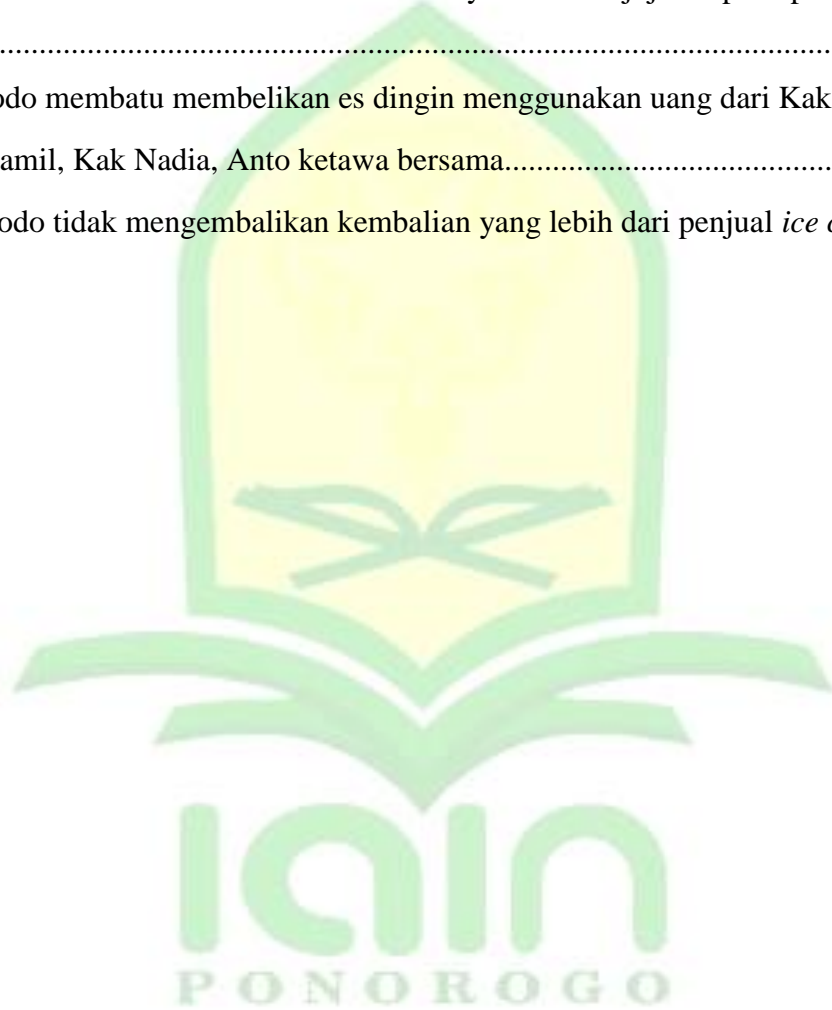 ..........................................................................................................
odo membatu membelikan es dingin menggunakan uang dari Kak
amil, Kak Nadia, Anto ketawa bersama..........................................
odo tidak mengembalikan kembalian yang lebih dari penjual ice
iain
PONOROGO